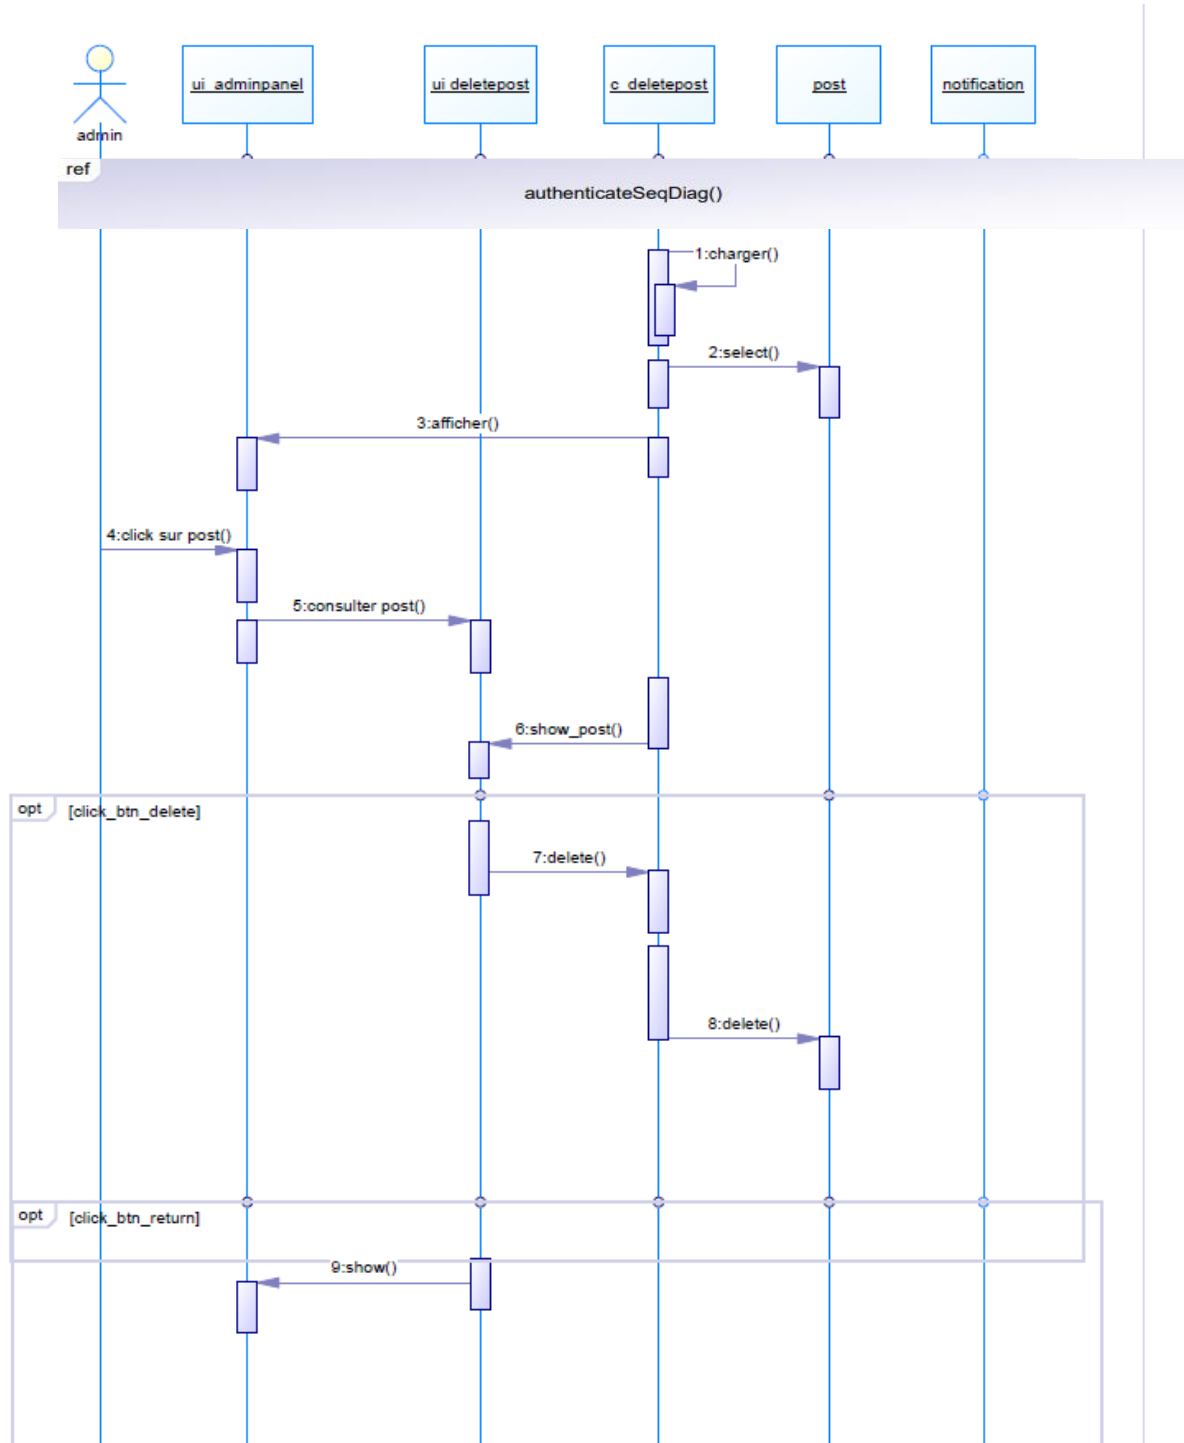 admin
ui_adminpanel
ui deletepost
c_deletepost
post
notification
ref
authenticateSeqDiag()
1:charger()
2:select()
3:afficher()
4:click sur post()
5:consulter post()
6:show_post()
opt
[click_btn_delete]
7:delete()
8:delete()
opt
[click_btn_return]
9:show()